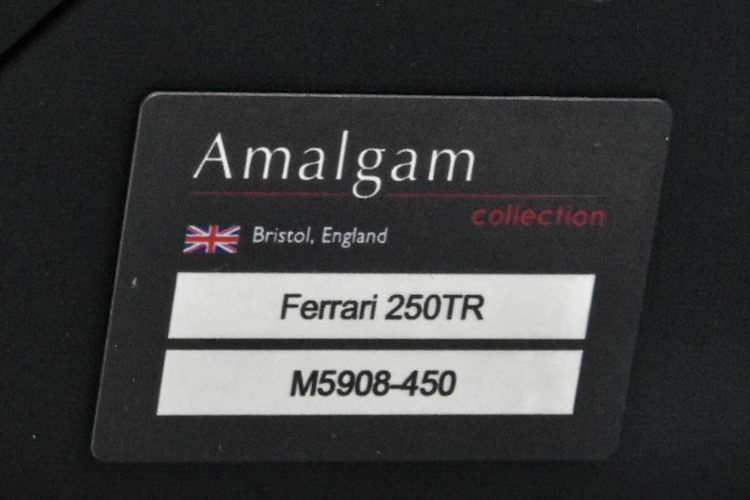 Amalgam
collection
Bristol, England
Ferrari 250TR
M5908-450